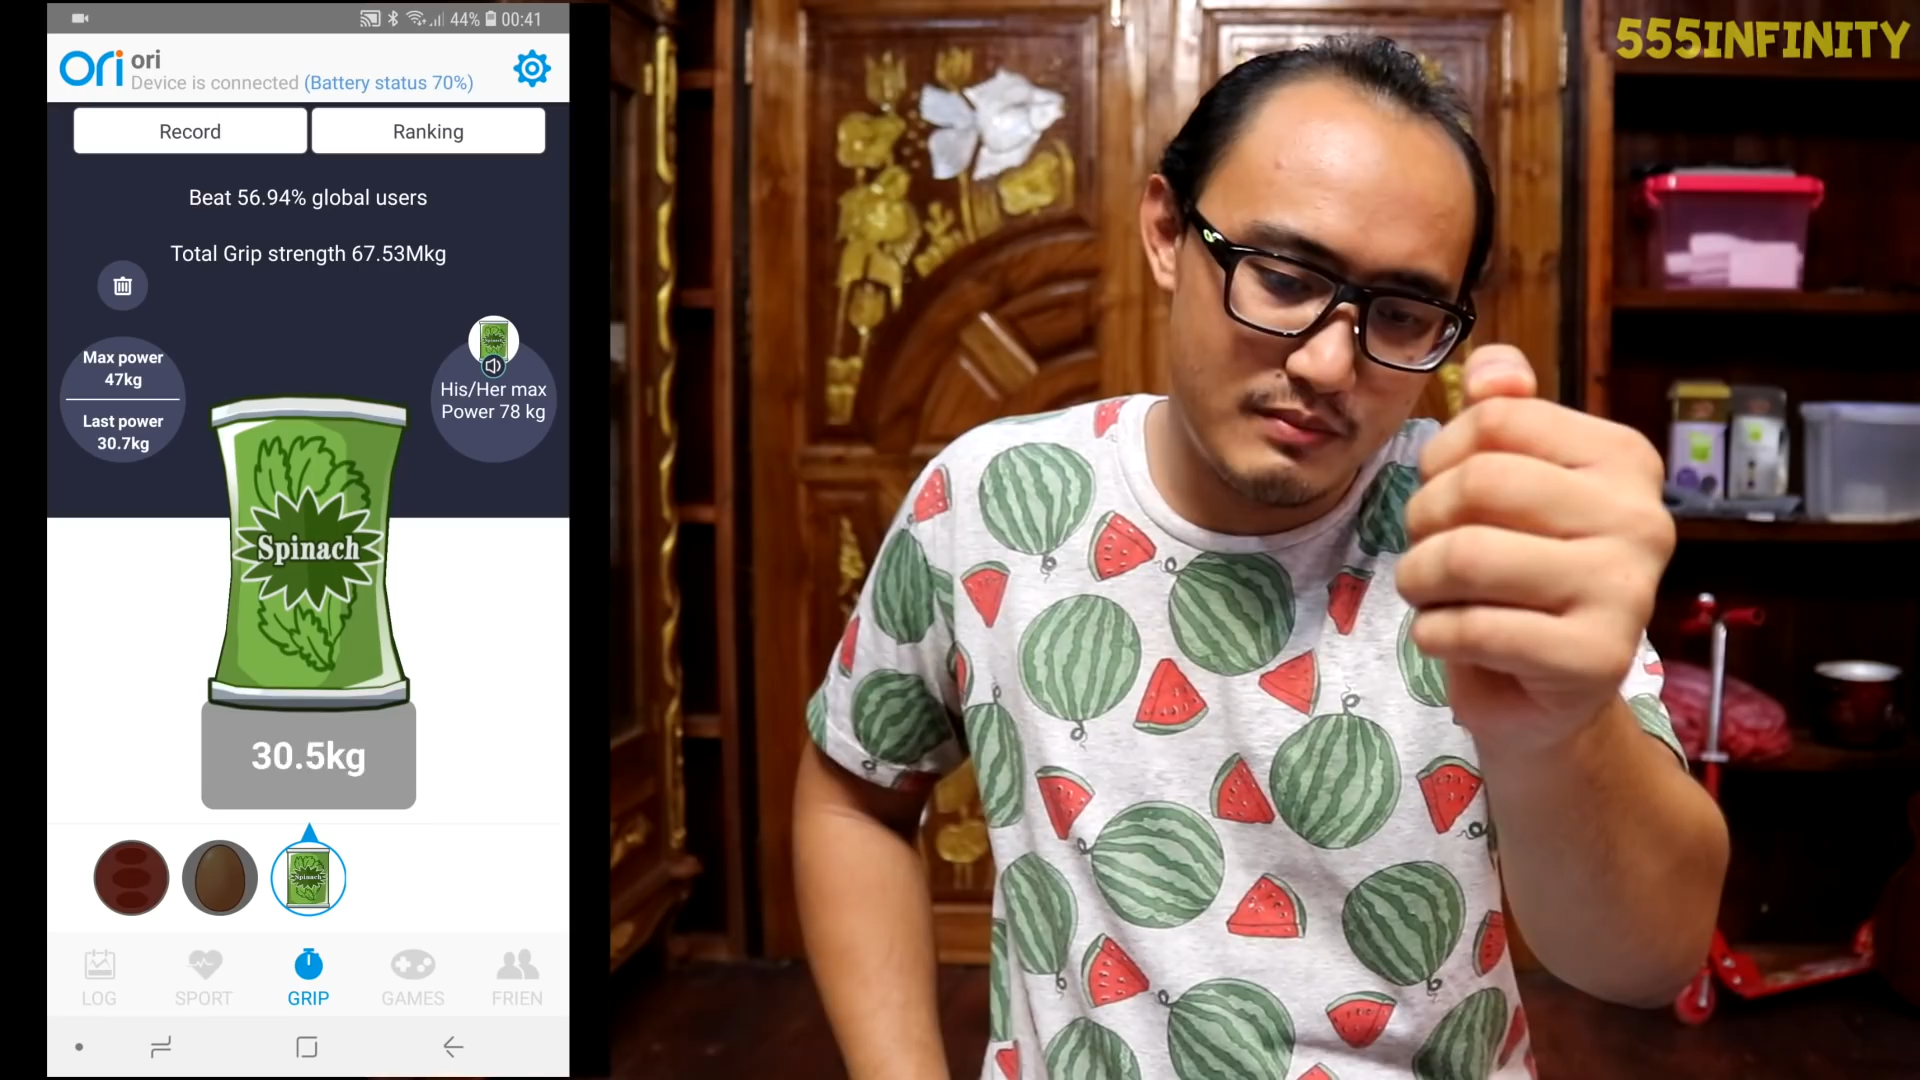 44% 00:41
ori ori
Device is connected (Battery status 70%)
Record Ranking
Beat 56.94% global users
Total Grip strength 67.53Mkg
Max power
47kg
Last power
30.7kg
Spinach
His/Her max
Power 78 kg
Spinach
30.5kg
Spinach
LOG SPORT GRIP GAMES FRIEN
555INFINITY